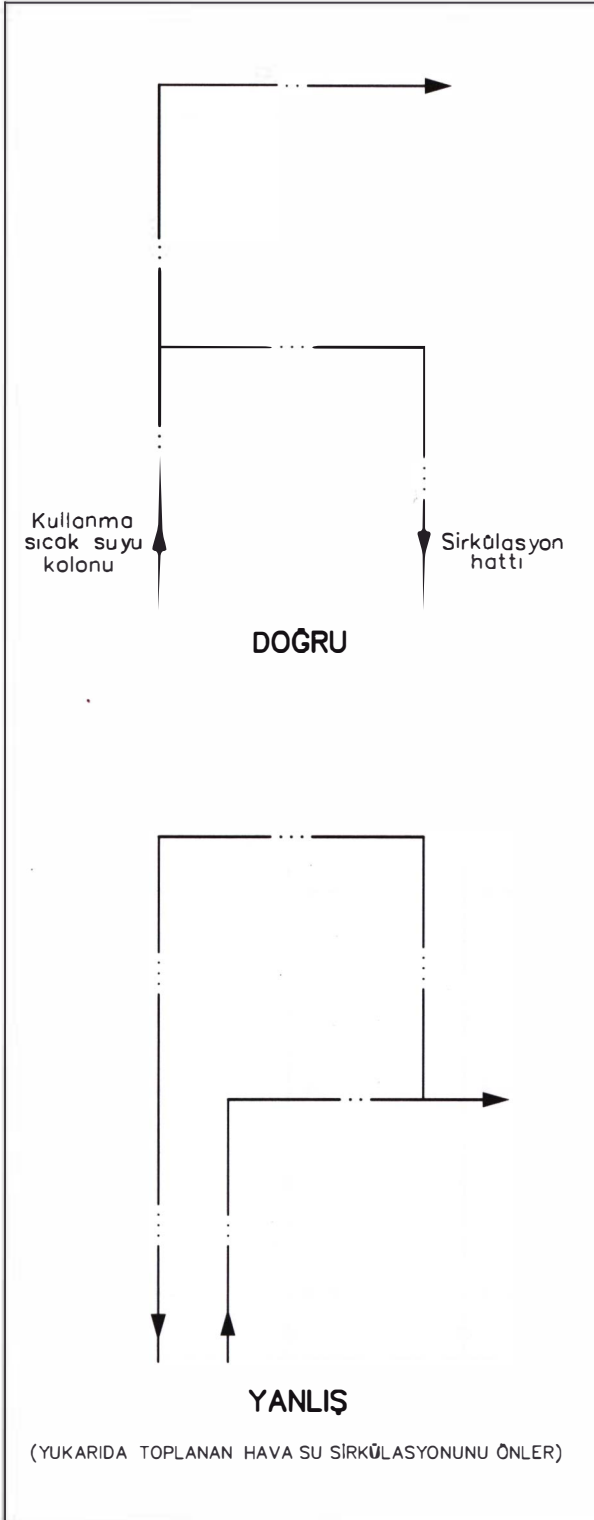 Kullanma
sıcak suyu
kolonu
Sirkülasyon
hattı
DOĞRU
YANLIŞ
(YUKARIDA TOPLANAN HAVA SU SİRKÜLASYONUNU ÖNLER)